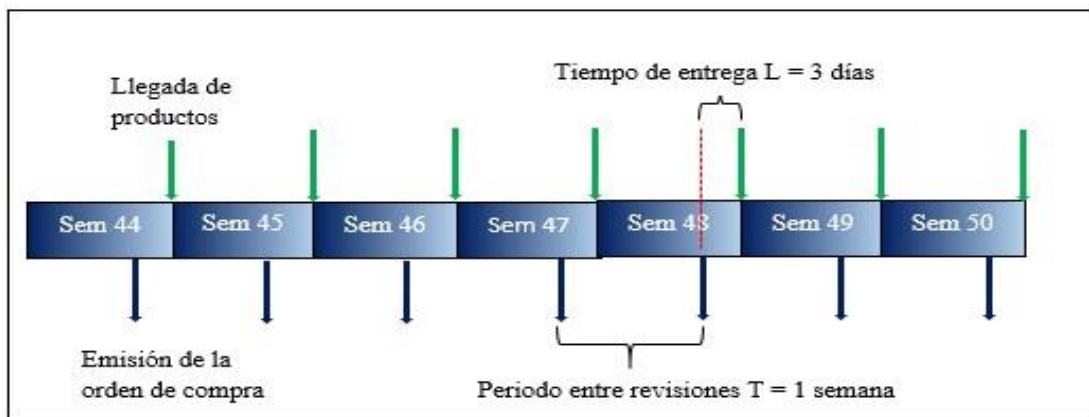 Tiempo de entrega L = 3 días
Llegada de
productos
Sem 44
Sem 45
Sem 46
Sem 47
Sem 48
Sem 49
Sem 50
Emisión de la
orden de compra
Periodo entre revisiones T = 1 semana